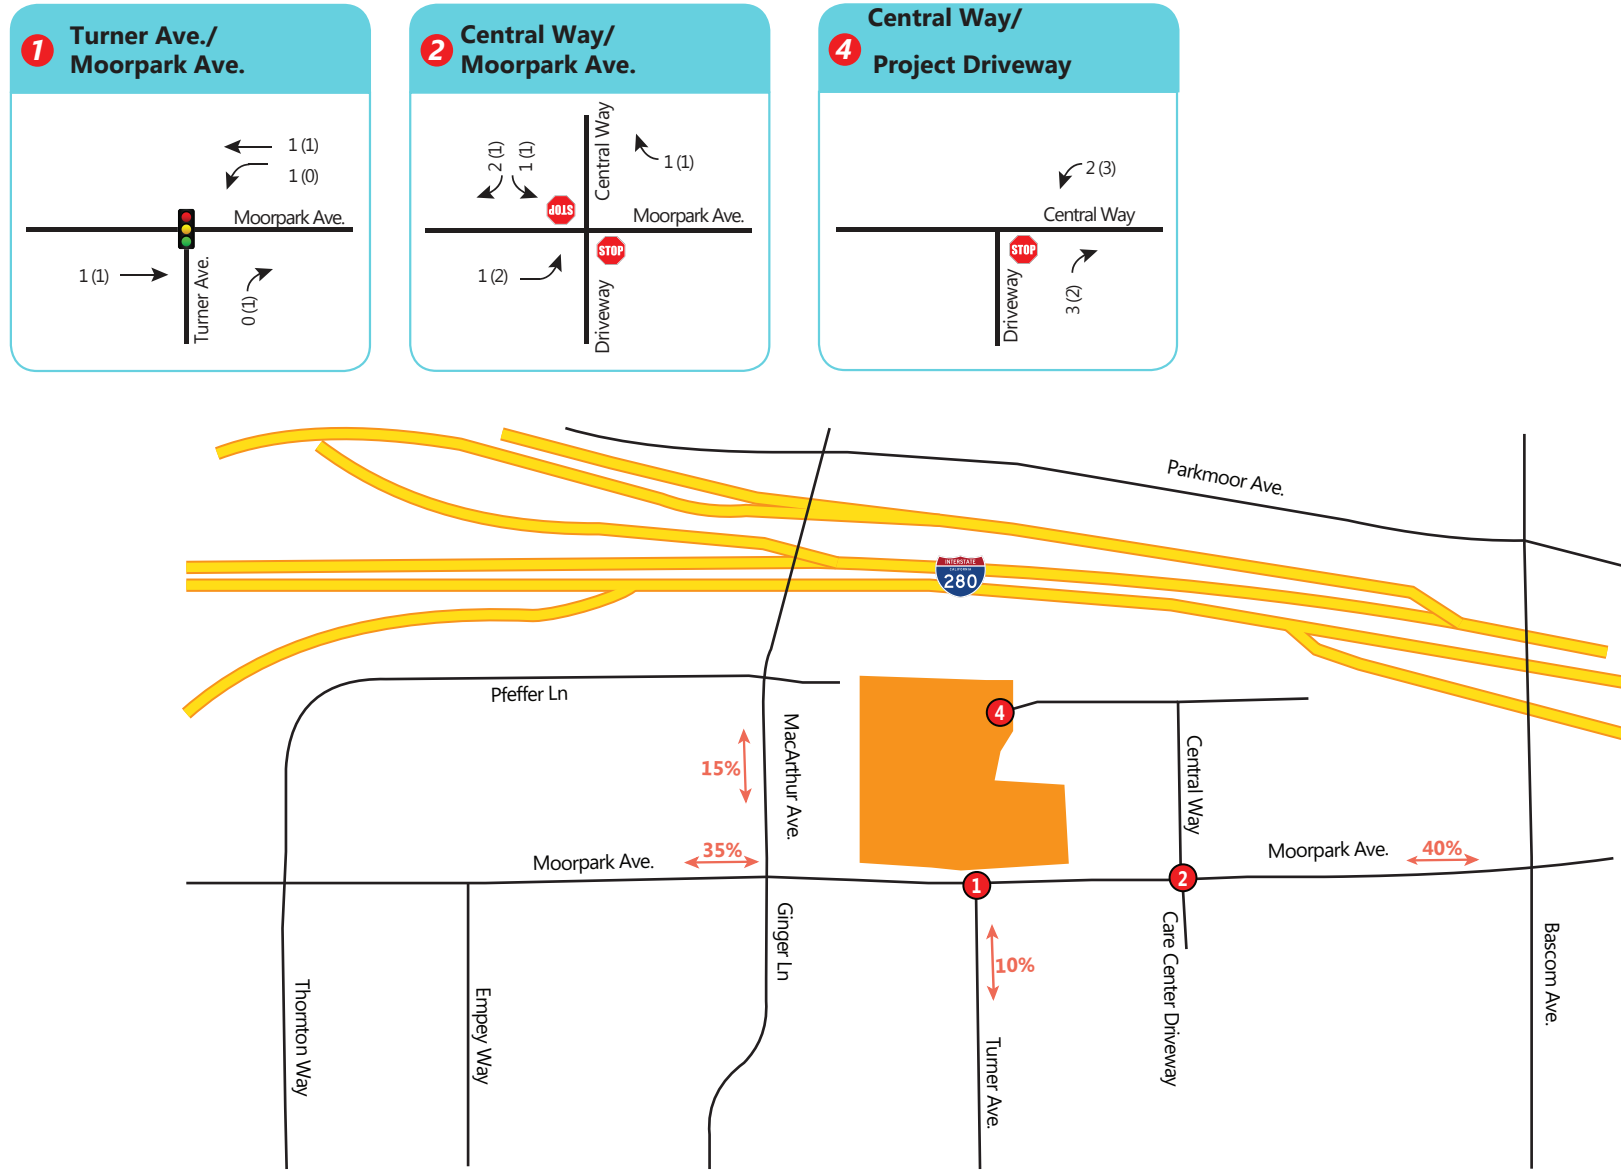 1
Turner Ave./
Moorpark Ave.
1 (1)
1 (0)
Moorpark Ave.
1 (1)
0 (1)
Turner Ave.
2
Central Way/
Moorpark Ave.
2 (1)
1 (1)
Central Way
1 (1)
STOP
Moorpark Ave.
STOP
1 (2)
Driveway
4
Central Way/
Project Driveway
2 (3)
Central Way
STOP
3 (2)
Driveway
Parkmoor Ave.
INTERSTATE
CALIFORNIA
280
Pfeffer Ln
4
MacArthur Ave.
15%
Central Way
35%
Moorpark Ave.
Moorpark Ave.
40%
1
2
Ginger Ln
10%
Care Center Driveway
Bascom Ave.
Thornton Way
Empey Way
Turner Ave.